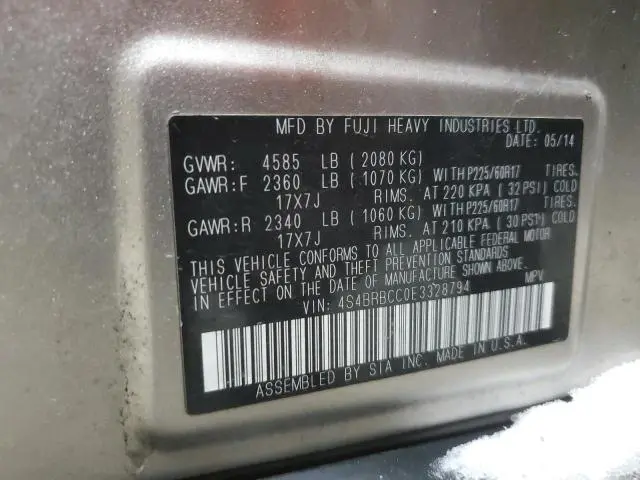 MFD BY FUJI HEAVY INDUSTRIES LTD.
DATE: 05/14
GVWR: 4585 LB ( 2080 KG)
GAWR:F 2360 LB ( 1070 KG) WITH P225/60R17 TIRES.
17X7J RIMS. AT 220 KPA ( 32 PSI) COLD
GAWR:R 2340 LB ( 1060 KG) WITH P225/60R17 TIRES.
17X7J RIMS. AT 210 KPA ( 30 PSI) COLD
THIS VEHICLE CONFORMS TO ALL APPLICABLE FEDERAL MOTOR
VEHICLE SAFETY AND THEFT PREVENTION STANDARDS
IN EFFECT ON THE DATE OF MANUFACTURE SHOWN ABOVE.
VIN: 4S4BRBCC0E3328794 MPV
ASSEMBLED BY SIA INC. MADE IN U.S.A.